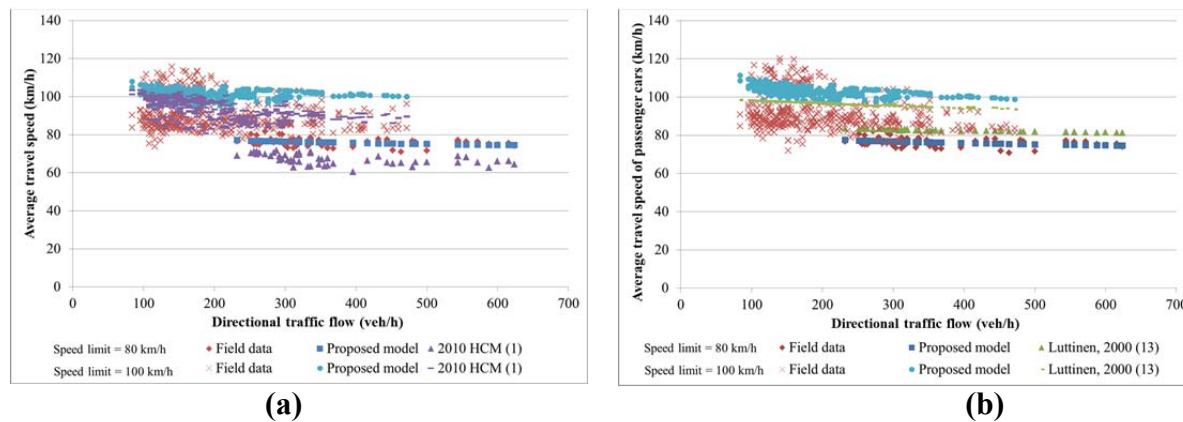 140
120
100
80
60
40
20
0
Average travel speed (km/h)
0 100 200 300 400 500 600 700
Directional traffic flow (veh/h)
Speed limit = 80 km/h Field data Proposed model 2010 HCM (1)
Speed limit = 100 km/h Field data Proposed model 2010 HCM (1)
(a)
140
120
100
80
60
40
20
0
Average travel speed of passenger cars (km/h)
0 100 200 300 400 500 600 700
Directional traffic flow (veh/h)
Speed limit = 80 km/h Field data Proposed model Luttinen, 2000 (13)
Speed limit = 100 km/h Field data Proposed model Luttinen, 2000 (13)
(b)